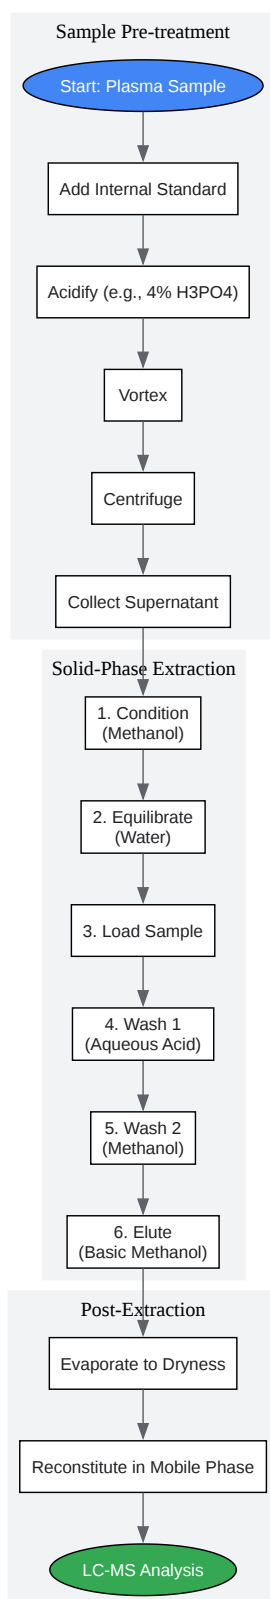 Sample Pre-treatment
Start: Plasma Sample
Add Internal Standard
Acidify (e.g., 4% H3PO4)
Vortex
Centrifuge
Collect Supernatant
Solid-Phase Extraction
1. Condition
(Methanol)
2. Equilibrate
(Water)
3. Load Sample
4. Wash 1
(Aqueous Acid)
5. Wash 2
(Methanol)
6. Elute
(Basic Methanol)
Post-Extraction
Evaporate to Dryness
Reconstitute in Mobile Phase
LC-MS Analysis